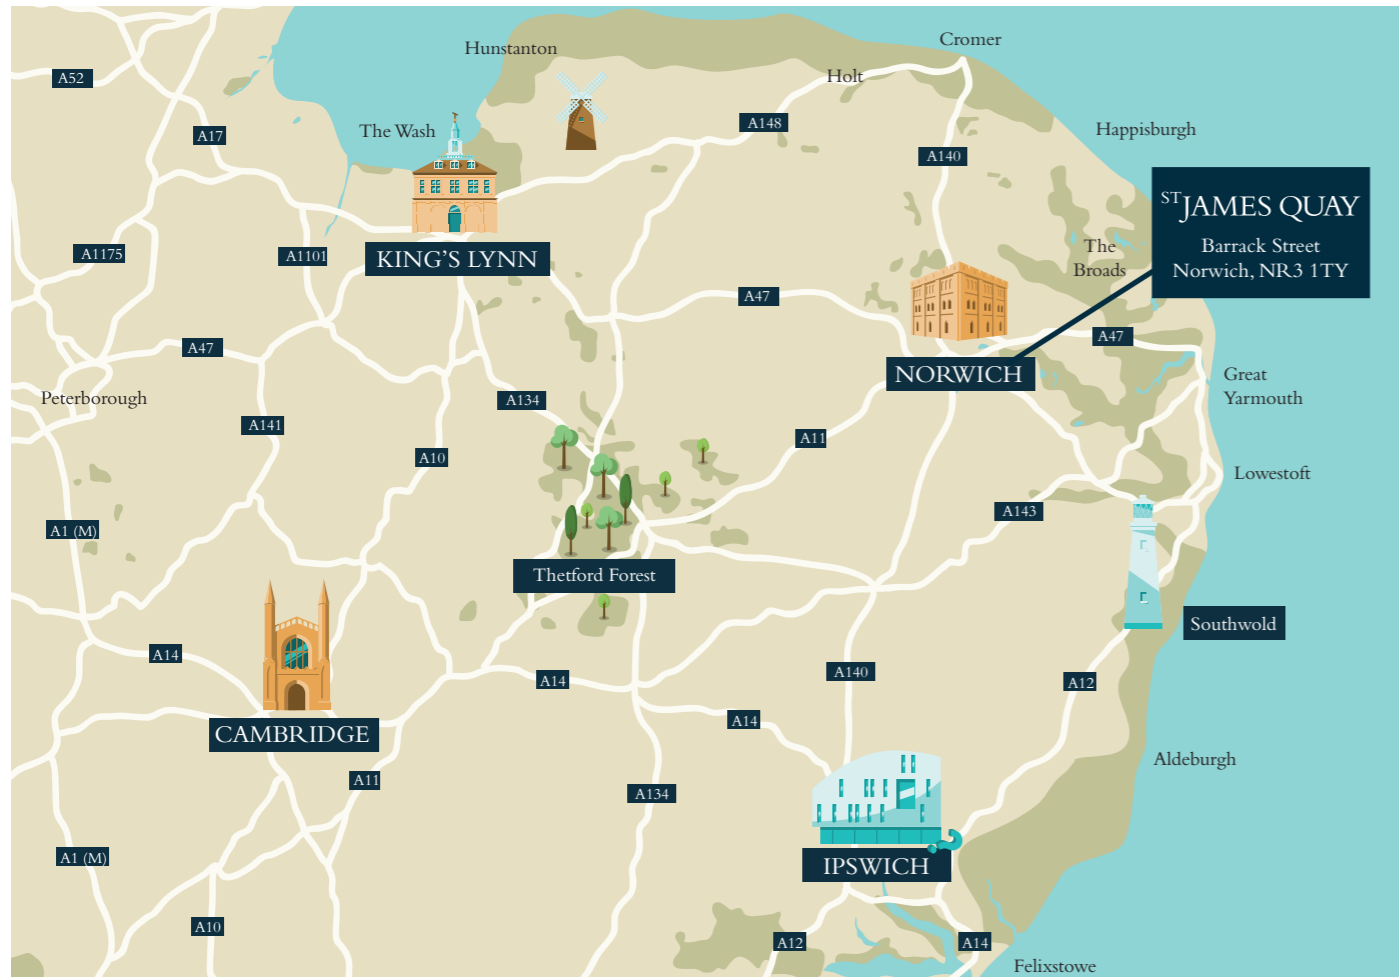 Cromer
Hunstanton
Holt
A52
The Wash
A17
A148
Happisburgh
A140
ST JAMES QUAY
Barrack Street
Norwich, NR3 1TY
The
Broads
A1175
A1101
KING'S LYNN
A47
A47
A47
NORWICH
Great
Yarmouth
Peterborough
A134
A141
A11
A10
Lowestoft
A143
A1 (M)
Thetford Forest
Southwold
A14
A14
A140
A12
A14
CAMBRIDGE
Aldeburgh
A11
A134
A1 (M)
IPSWICH
A10
A12
A14
Felixstowe